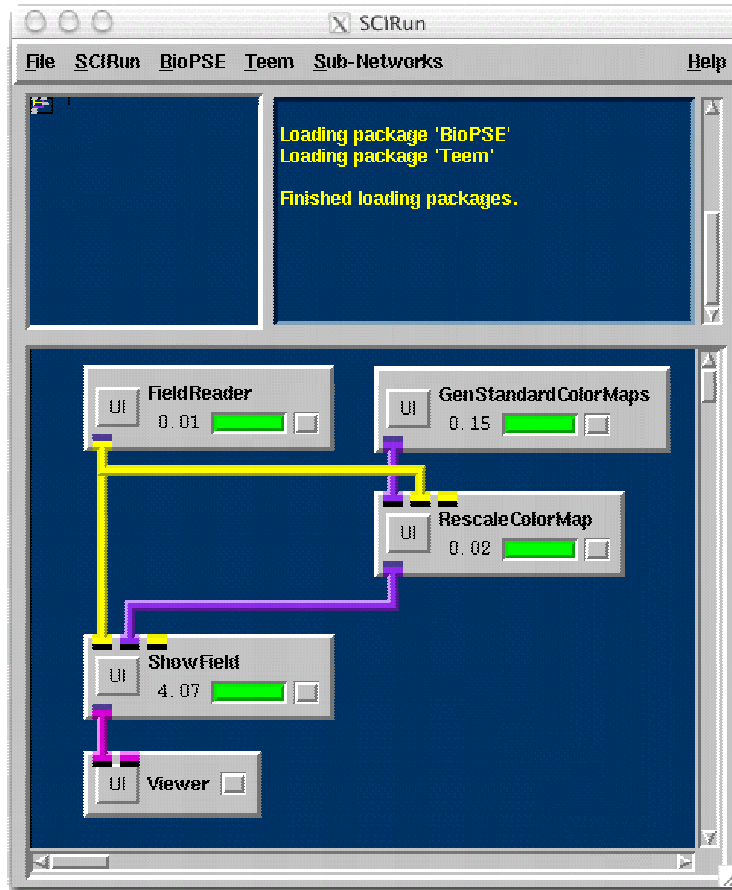 X SCIRun
File SCIRun BioPSE Teem Sub-Networks Help
Loading package 'BioPSE'
Loading package 'Teem'
Finished loading packages.
UI FieldReader
0.01
UI GenStandardColorMaps
0.15
UI RescaleColorMap
0.02
UI ShowField
4.07
UI Viewer